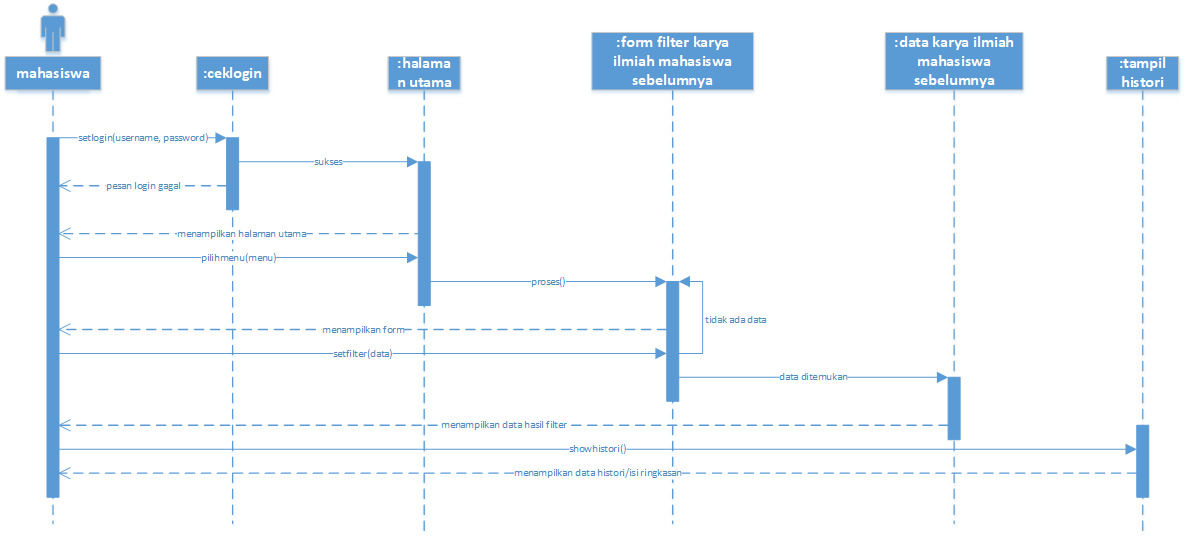 mahasiswa
:ceklogin
:halama
n utama
:form filter karya
ilmiah mahasiswa
sebelumnya
:data karya ilmiah
mahasiswa
sebelumnya
:tampil
histori
setlogin(username, password)
sukses
pesan login gagal
menampilkan halaman utama
pilihmenu(menu)
proses()
tidak ada data
menampilkan form
setfilter(data)
data ditemukan
menampilkan data hasil filter
showhistori()
menampilkan data histori/isi ringkasan